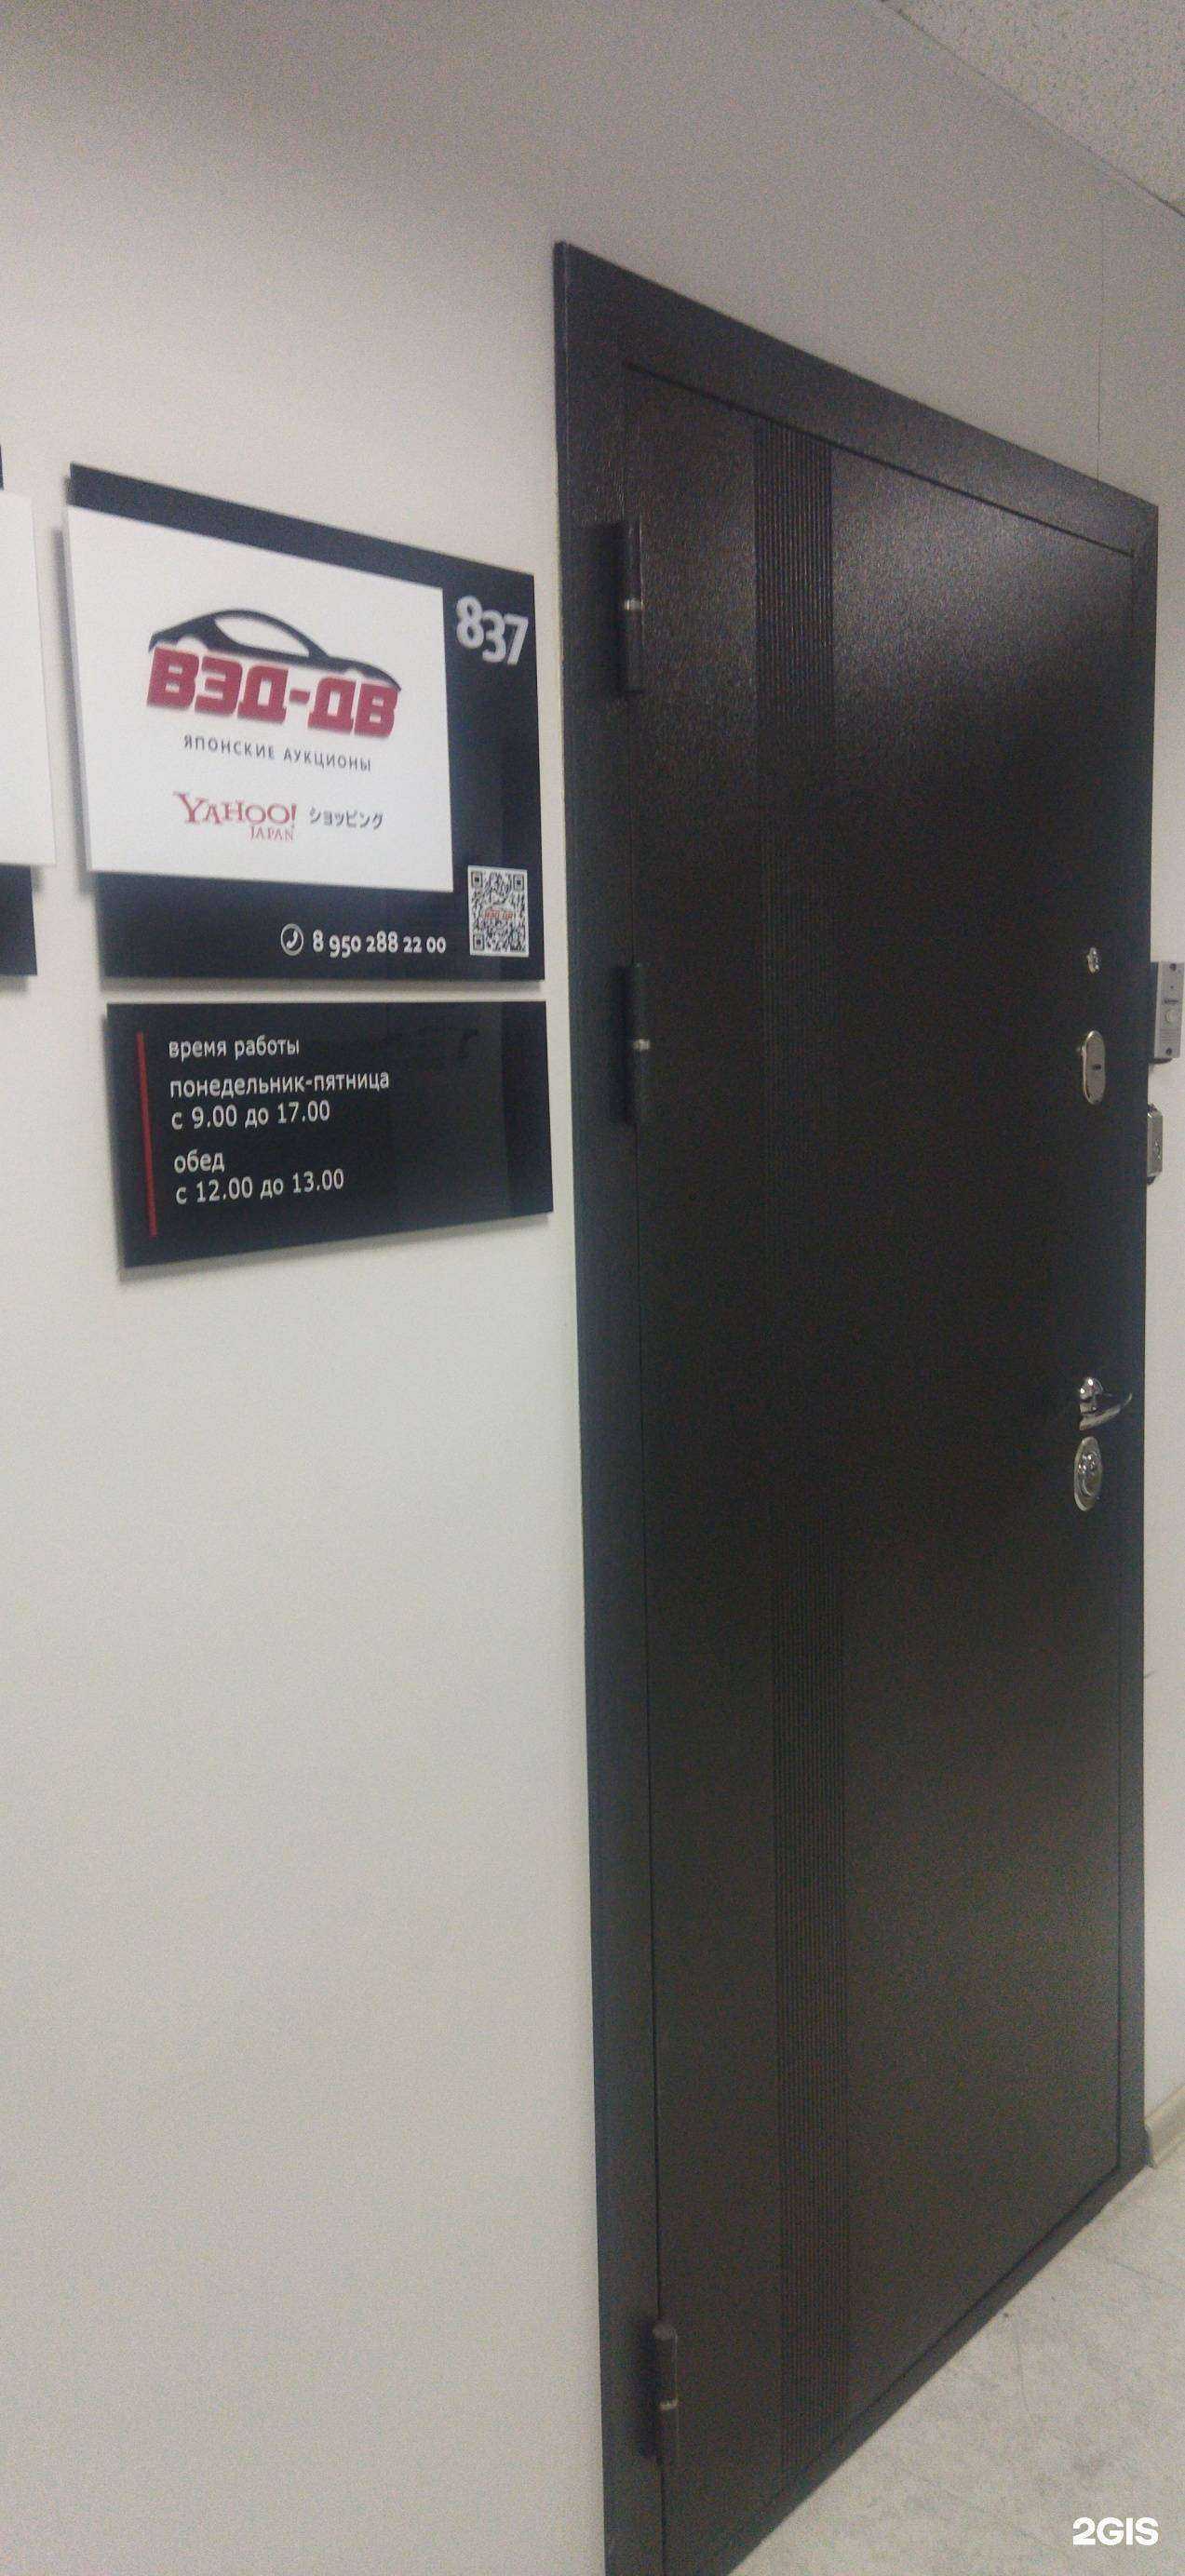 837
ВЭД-ДВ
ЯПОНСКИЕ АУКЦИОНЫ
YAHOO! ショッピング
JAPAN
8 950 288 22 00
время работы
понедельник-пятница
с 9.00 до 17.00
обед
с 12.00 до 13.00
2GIS